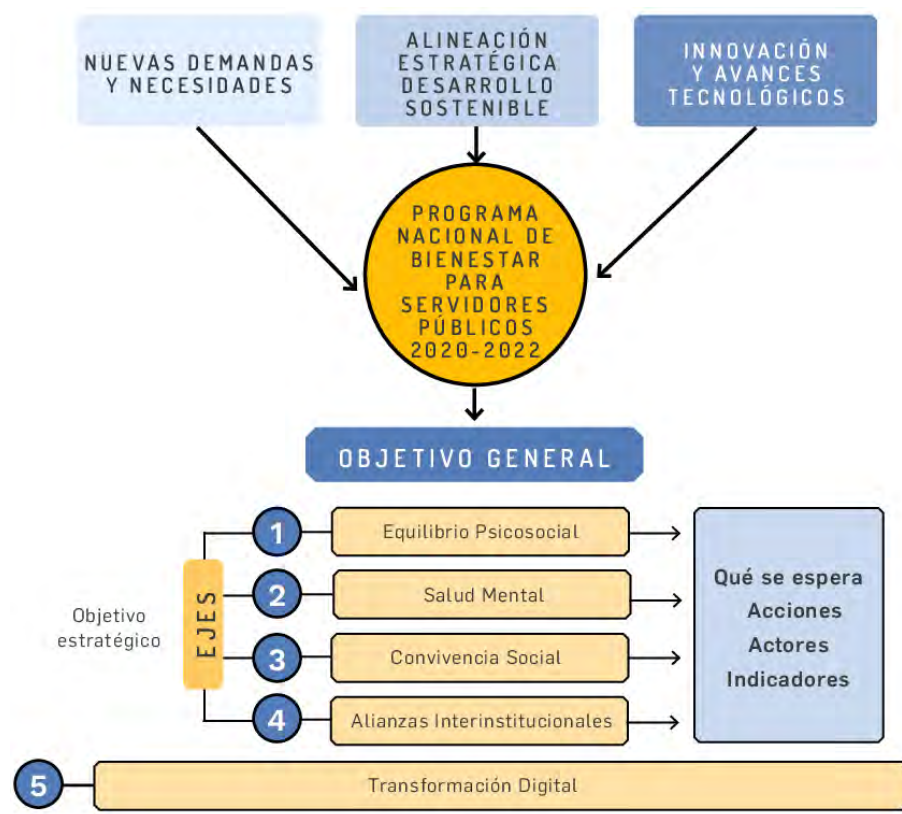 NUEVAS DEMANDAS
Y NECESIDADES
ALINEACIÓN
ESTRATÉGICA
DESARROLLO
SOSTENIBLE
INNOVACIÓN
Y AVANCES
TECNOLÓGICOS
PROGRAMA
NACIONAL DE
BIENESTAR
PARA
SERVIDORES
PÚBLICOS
2020-2022
OBJETIVO GENERAL
Objetivo
estratégico
EJES
1
Equilibrio Psicosocial
2
Salud Mental
3
Convivencia Social
4
Alianzas Interinstitucionales
Qué se espera
Acciones
Actores
Indicadores
5
Transformación Digital